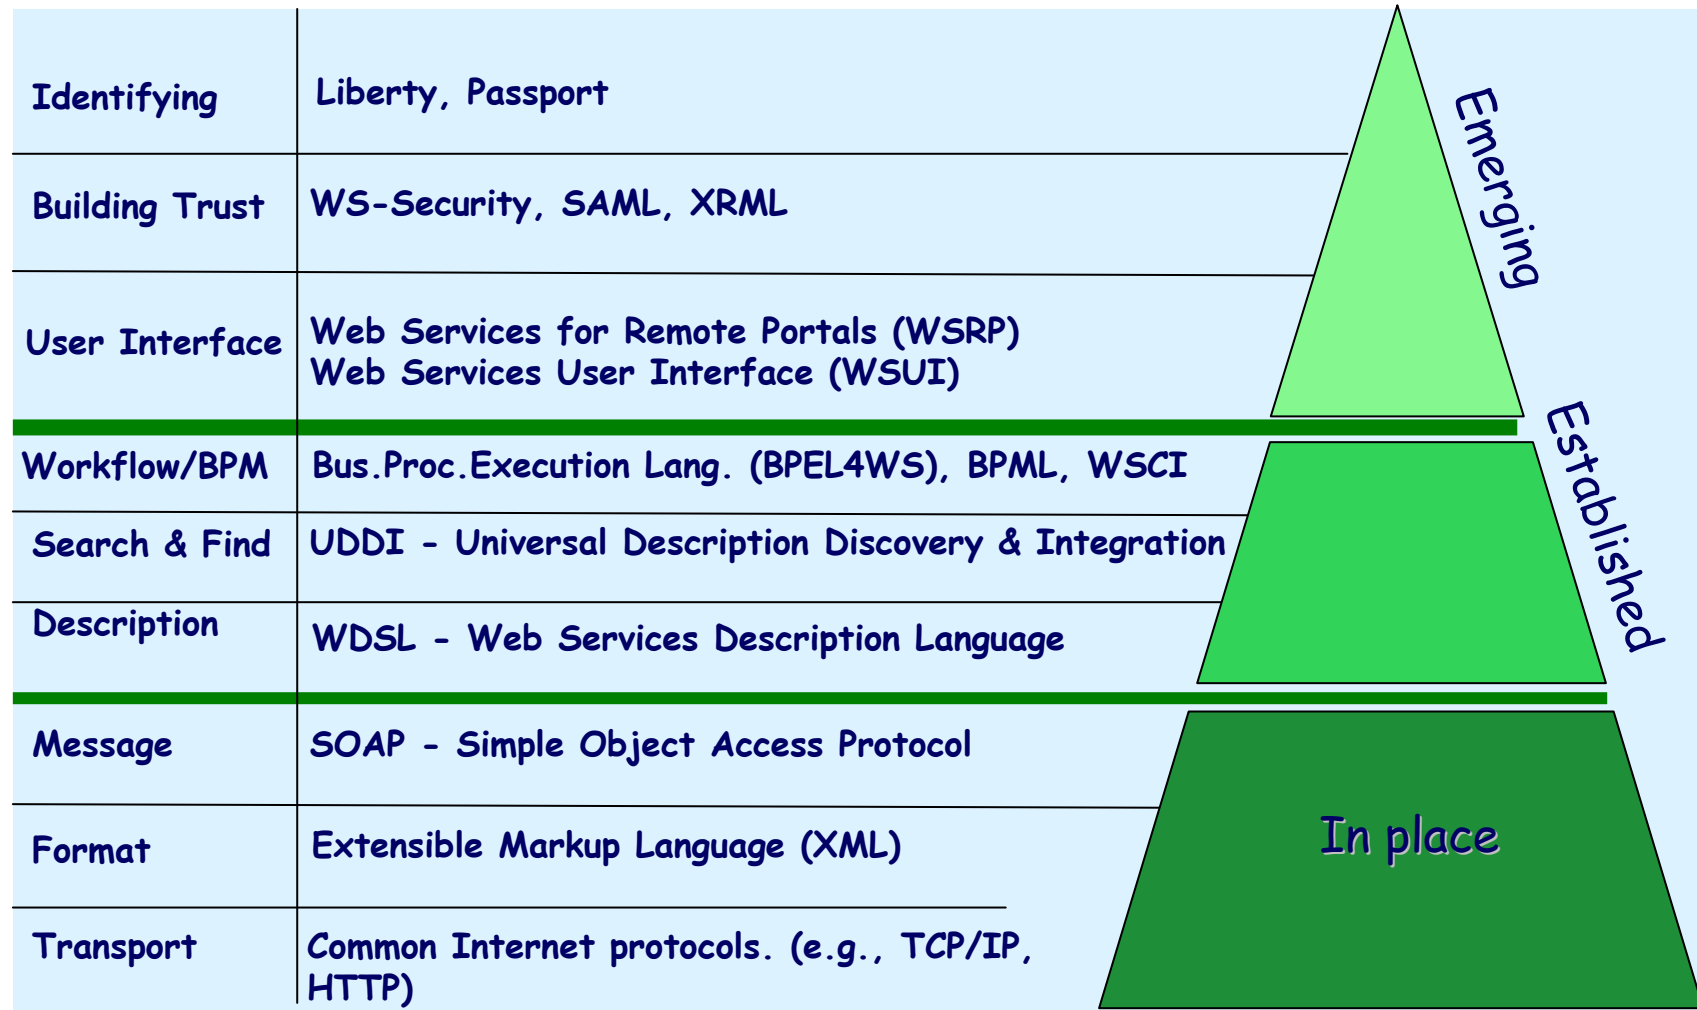 Identifying
Liberty, Passport
Building Trust
WS-Security, SAML, XRML
User Interface
Web Services for Remote Portals (WSRP)
Web Services User Interface (WSUI)
Workflow/BPM
Bus.Proc.Execution Lang. (BPEL4WS), BPML, WSCI
Search & Find
UDDI - Universal Description Discovery & Integration
Description
WDSL - Web Services Description Language
Message
SOAP - Simple Object Access Protocol
Format
Extensible Markup Language (XML)
Transport
Common Internet protocols. (e.g., TCP/IP,
HTTP)
Emerging
Established
In place